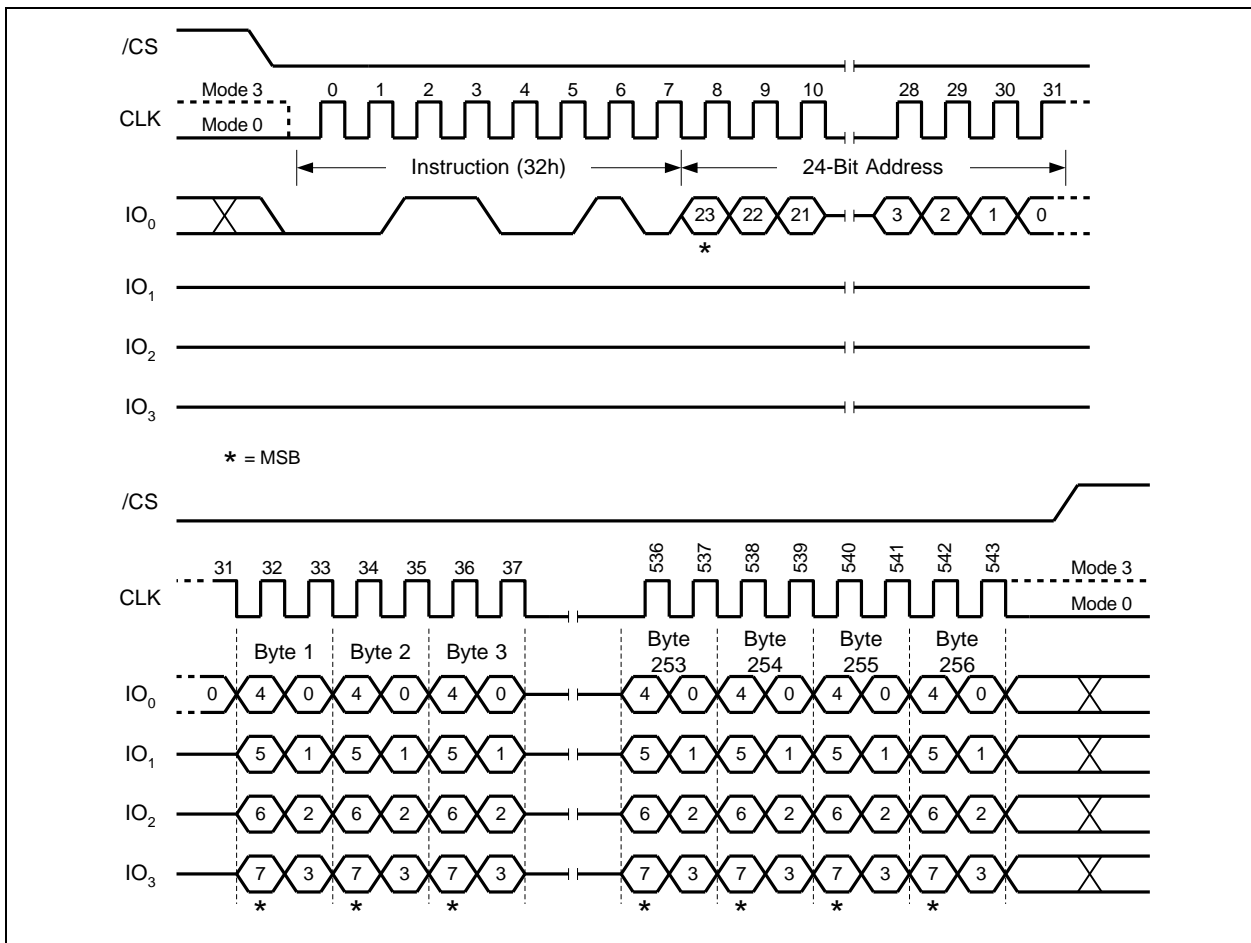 /CS
Mode 3 0 1 2 3 4 5 6 7 8 9 10 28 29 30 31
CLK Mode 0
Instruction (32h) 24-Bit Address
IO0 23 22 21 3 2 1 0
*
IO1
IO2
IO3
* = MSB
/CS
31 32 33 34 35 36 37 536 537 538 539 540 541 542 543 Mode 3
CLK Mode 0
Byte 1 Byte 2 Byte 3 Byte 253 Byte 254 Byte 255 Byte 256
IO0 0 4 0 4 0 4 0 4 0 4 0 4 0 4 0
IO1 5 1 5 1 5 1 5 1 5 1 5 1 5 1
IO2 6 2 6 2 6 2 6 2 6 2 6 2 6 2
IO3 7 3 7 3 7 3 7 3 7 3 7 3 7 3
* * * * * * *